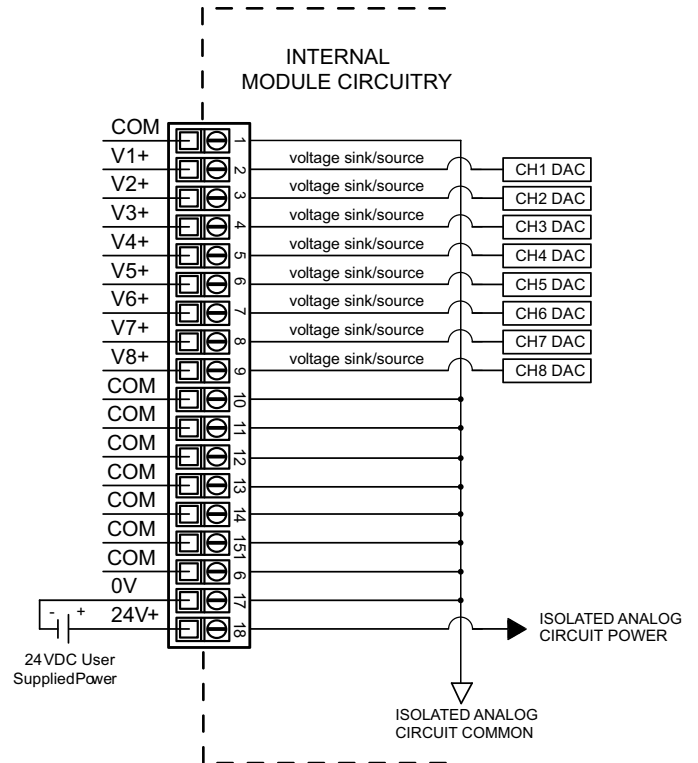 INTERNAL
MODULE CIRCUITRY
COM 1
V1+ 2 voltage sink/source CH1 DAC
V2+ 3 voltage sink/source CH2 DAC
V3+ 4 voltage sink/source CH3 DAC
V4+ 5 voltage sink/source CH4 DAC
V5+ 6 voltage sink/source CH5 DAC
V6+ 7 voltage sink/source CH6 DAC
V7+ 8 voltage sink/source CH7 DAC
V8+ 9 voltage sink/source CH8 DAC
COM 10
COM 11
COM 12
COM 13
COM 14
COM 151
COM 6
0V 17
- + 24V+ 18
ISOLATED ANALOG
CIRCUIT POWER
24VDC User
SuppliedPower
ISOLATED ANALOG
CIRCUIT COMMON